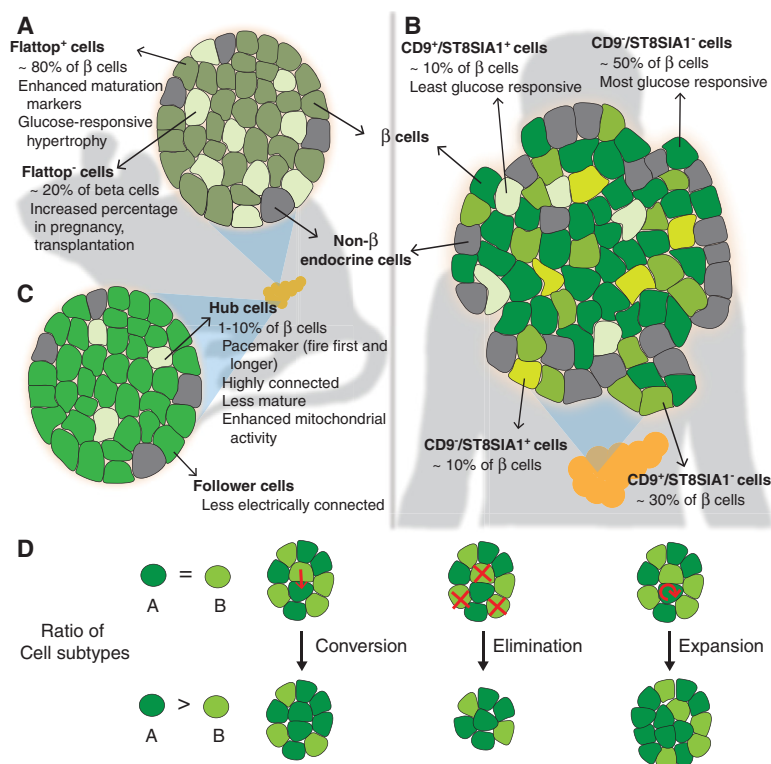 A
Flattop⁺ cells
~ 80% of β cells
Enhanced maturation
markers
Glucose-responsive
hypertrophy
Flattop⁻ cells
~ 20% of beta cells
Increased percentage
in pregnancy,
transplantation
β cells
Non-β
endocrine cells
B
CD9⁺/ST8SIA1⁺ cells
~ 10% of β cells
Least glucose responsive
CD9⁻/ST8SIA1⁻ cells
~ 50% of β cells
Most glucose responsive
CD9⁻/ST8SIA1⁺ cells
~ 10% of β cells
CD9⁺/ST8SIA1⁻ cells
~ 30% of β cells
C
Hub cells
1-10% of β cells
Pacemaker (fire first and
longer)
Highly connected
Less mature
Enhanced mitochondrial
activity
Follower cells
Less electrically connected
D
Ratio of
Cell subtypes
=
A B
Conversion
Elimination
Expansion
>
A B